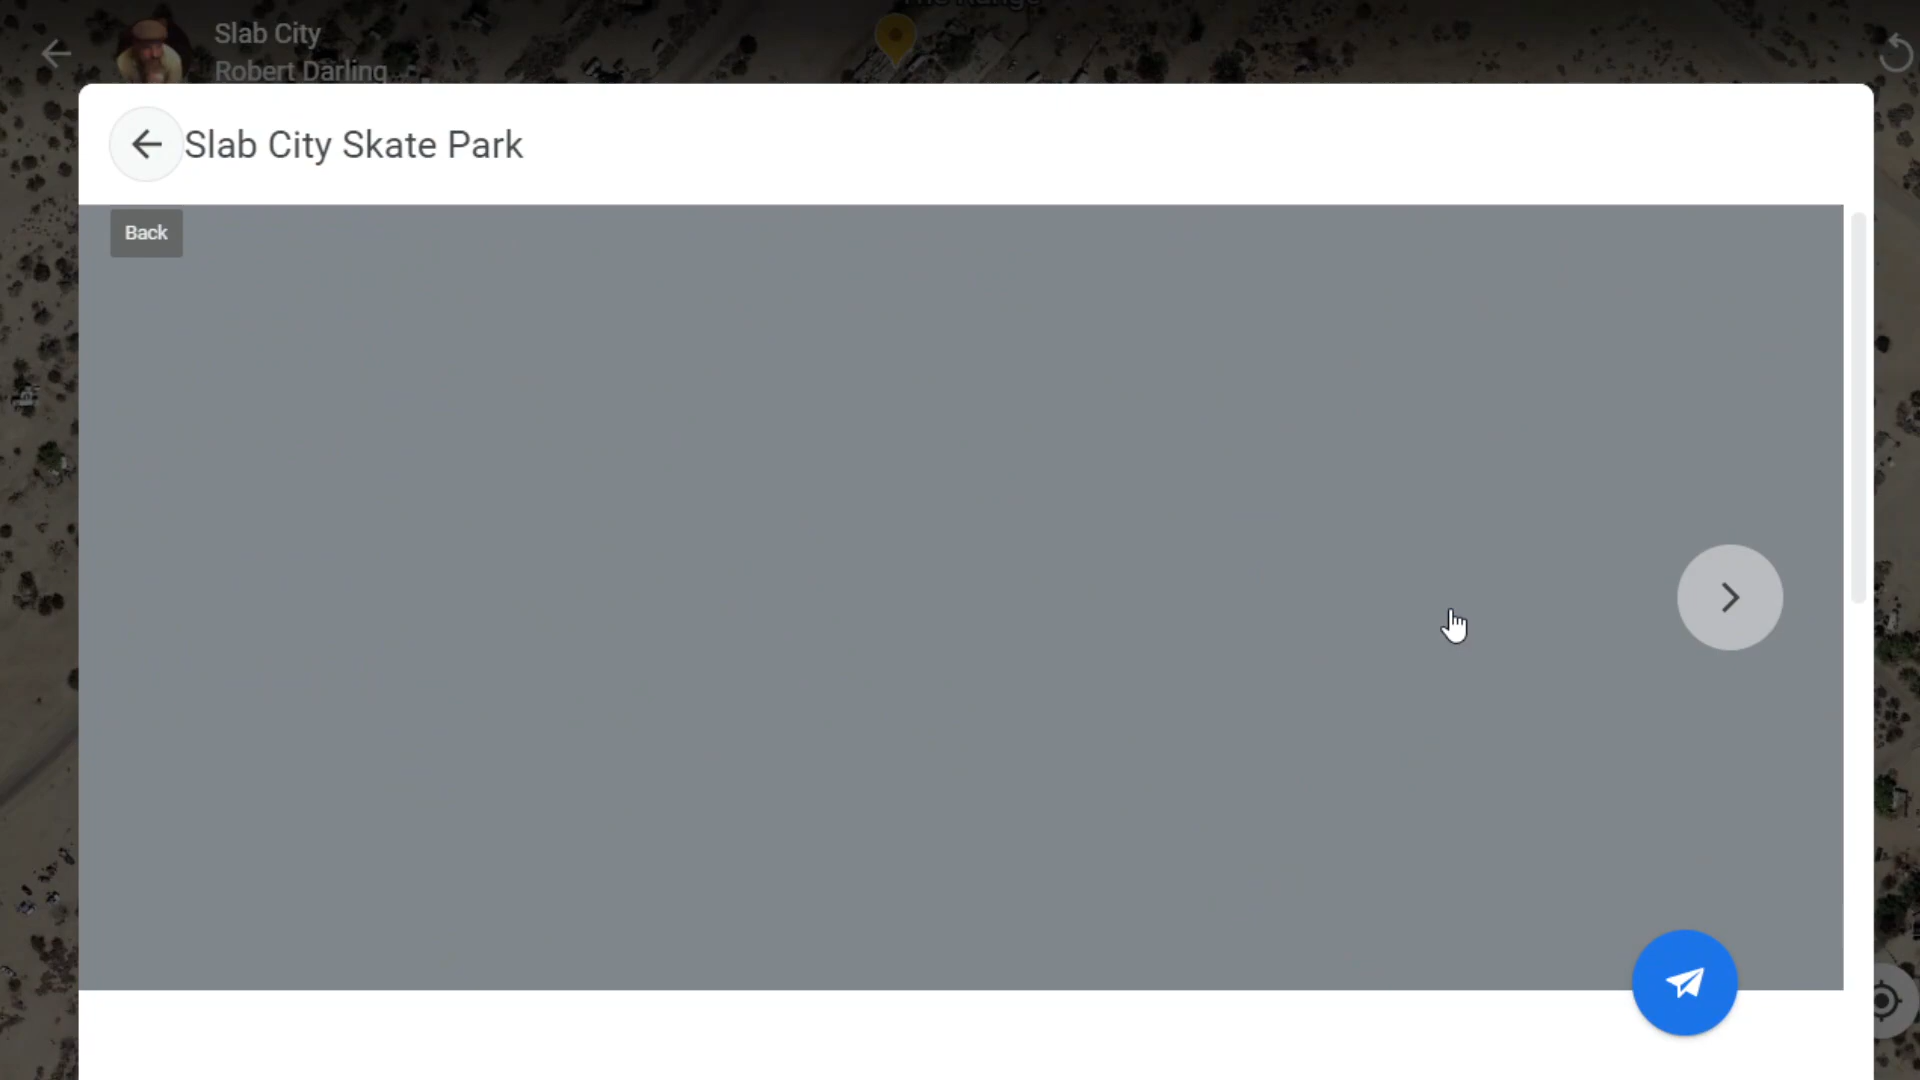 Slab City
Robert Darling
Slab City Skate Park
Back